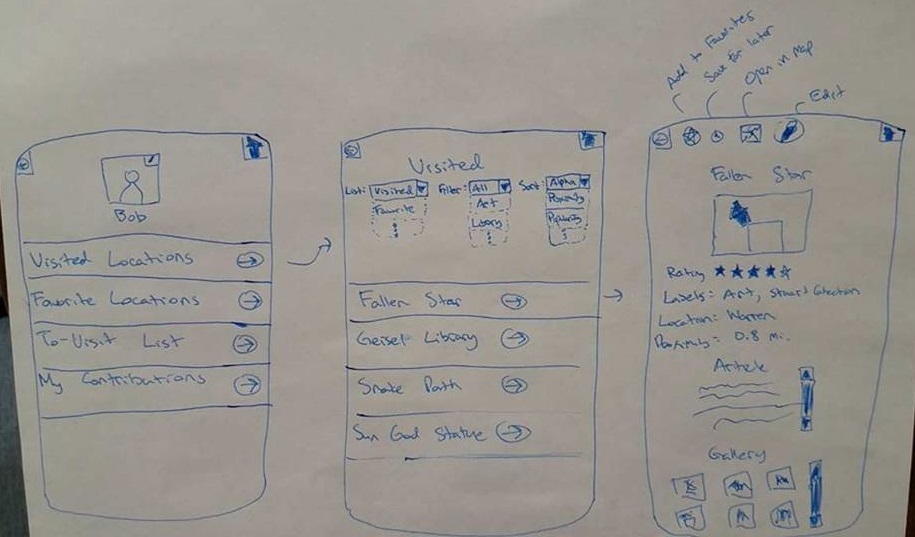 Add to Favorites
Save for later
Open in Map
Edit
Bob
Visited Locations
Favorite Locations
To-Visit List
My Contributions
Visited
List: Visited
Favorite
Filter: All
Art
Library
Sort: Alpha
Proximity
Popularity
Fallen Star
Geisel Library
Snake Path
Sun God Statue
Fallen Star
Rating
Labels: Art, Stuart Collection
Location: Warren
Proximity: 0.8 mi.
Article
Gallery